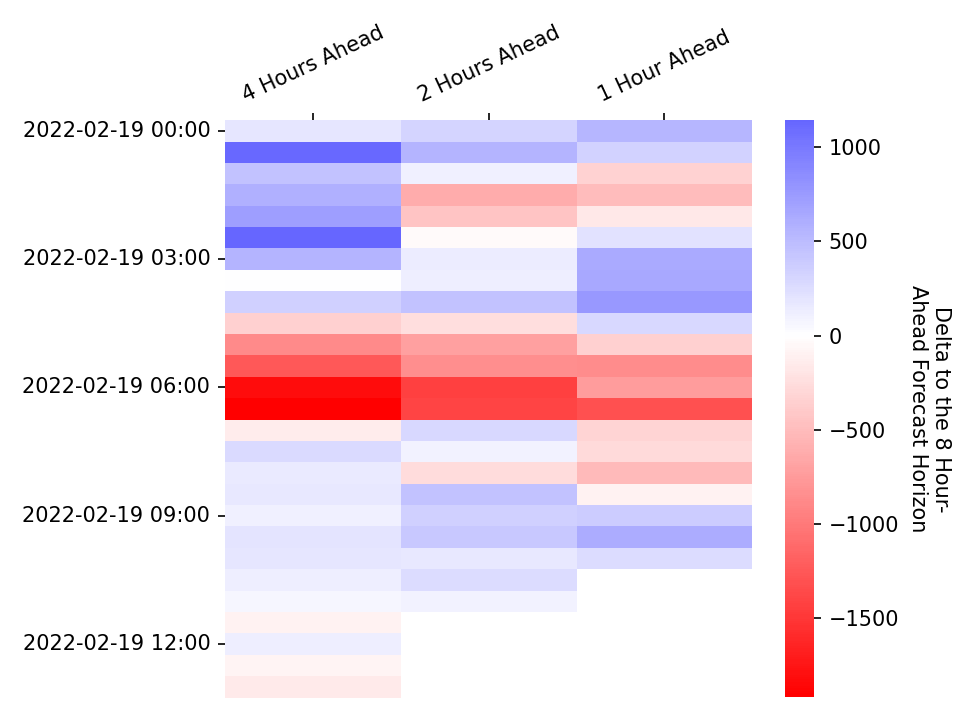 4 Hours Ahead
2 Hours Ahead
1 Hour Ahead
2022-02-19 00:00
2022-02-19 03:00
2022-02-19 06:00
2022-02-19 09:00
2022-02-19 12:00
1000
500
0
−500
−1000
−1500
Delta to the 8 Hour-
Ahead Forecast Horizon